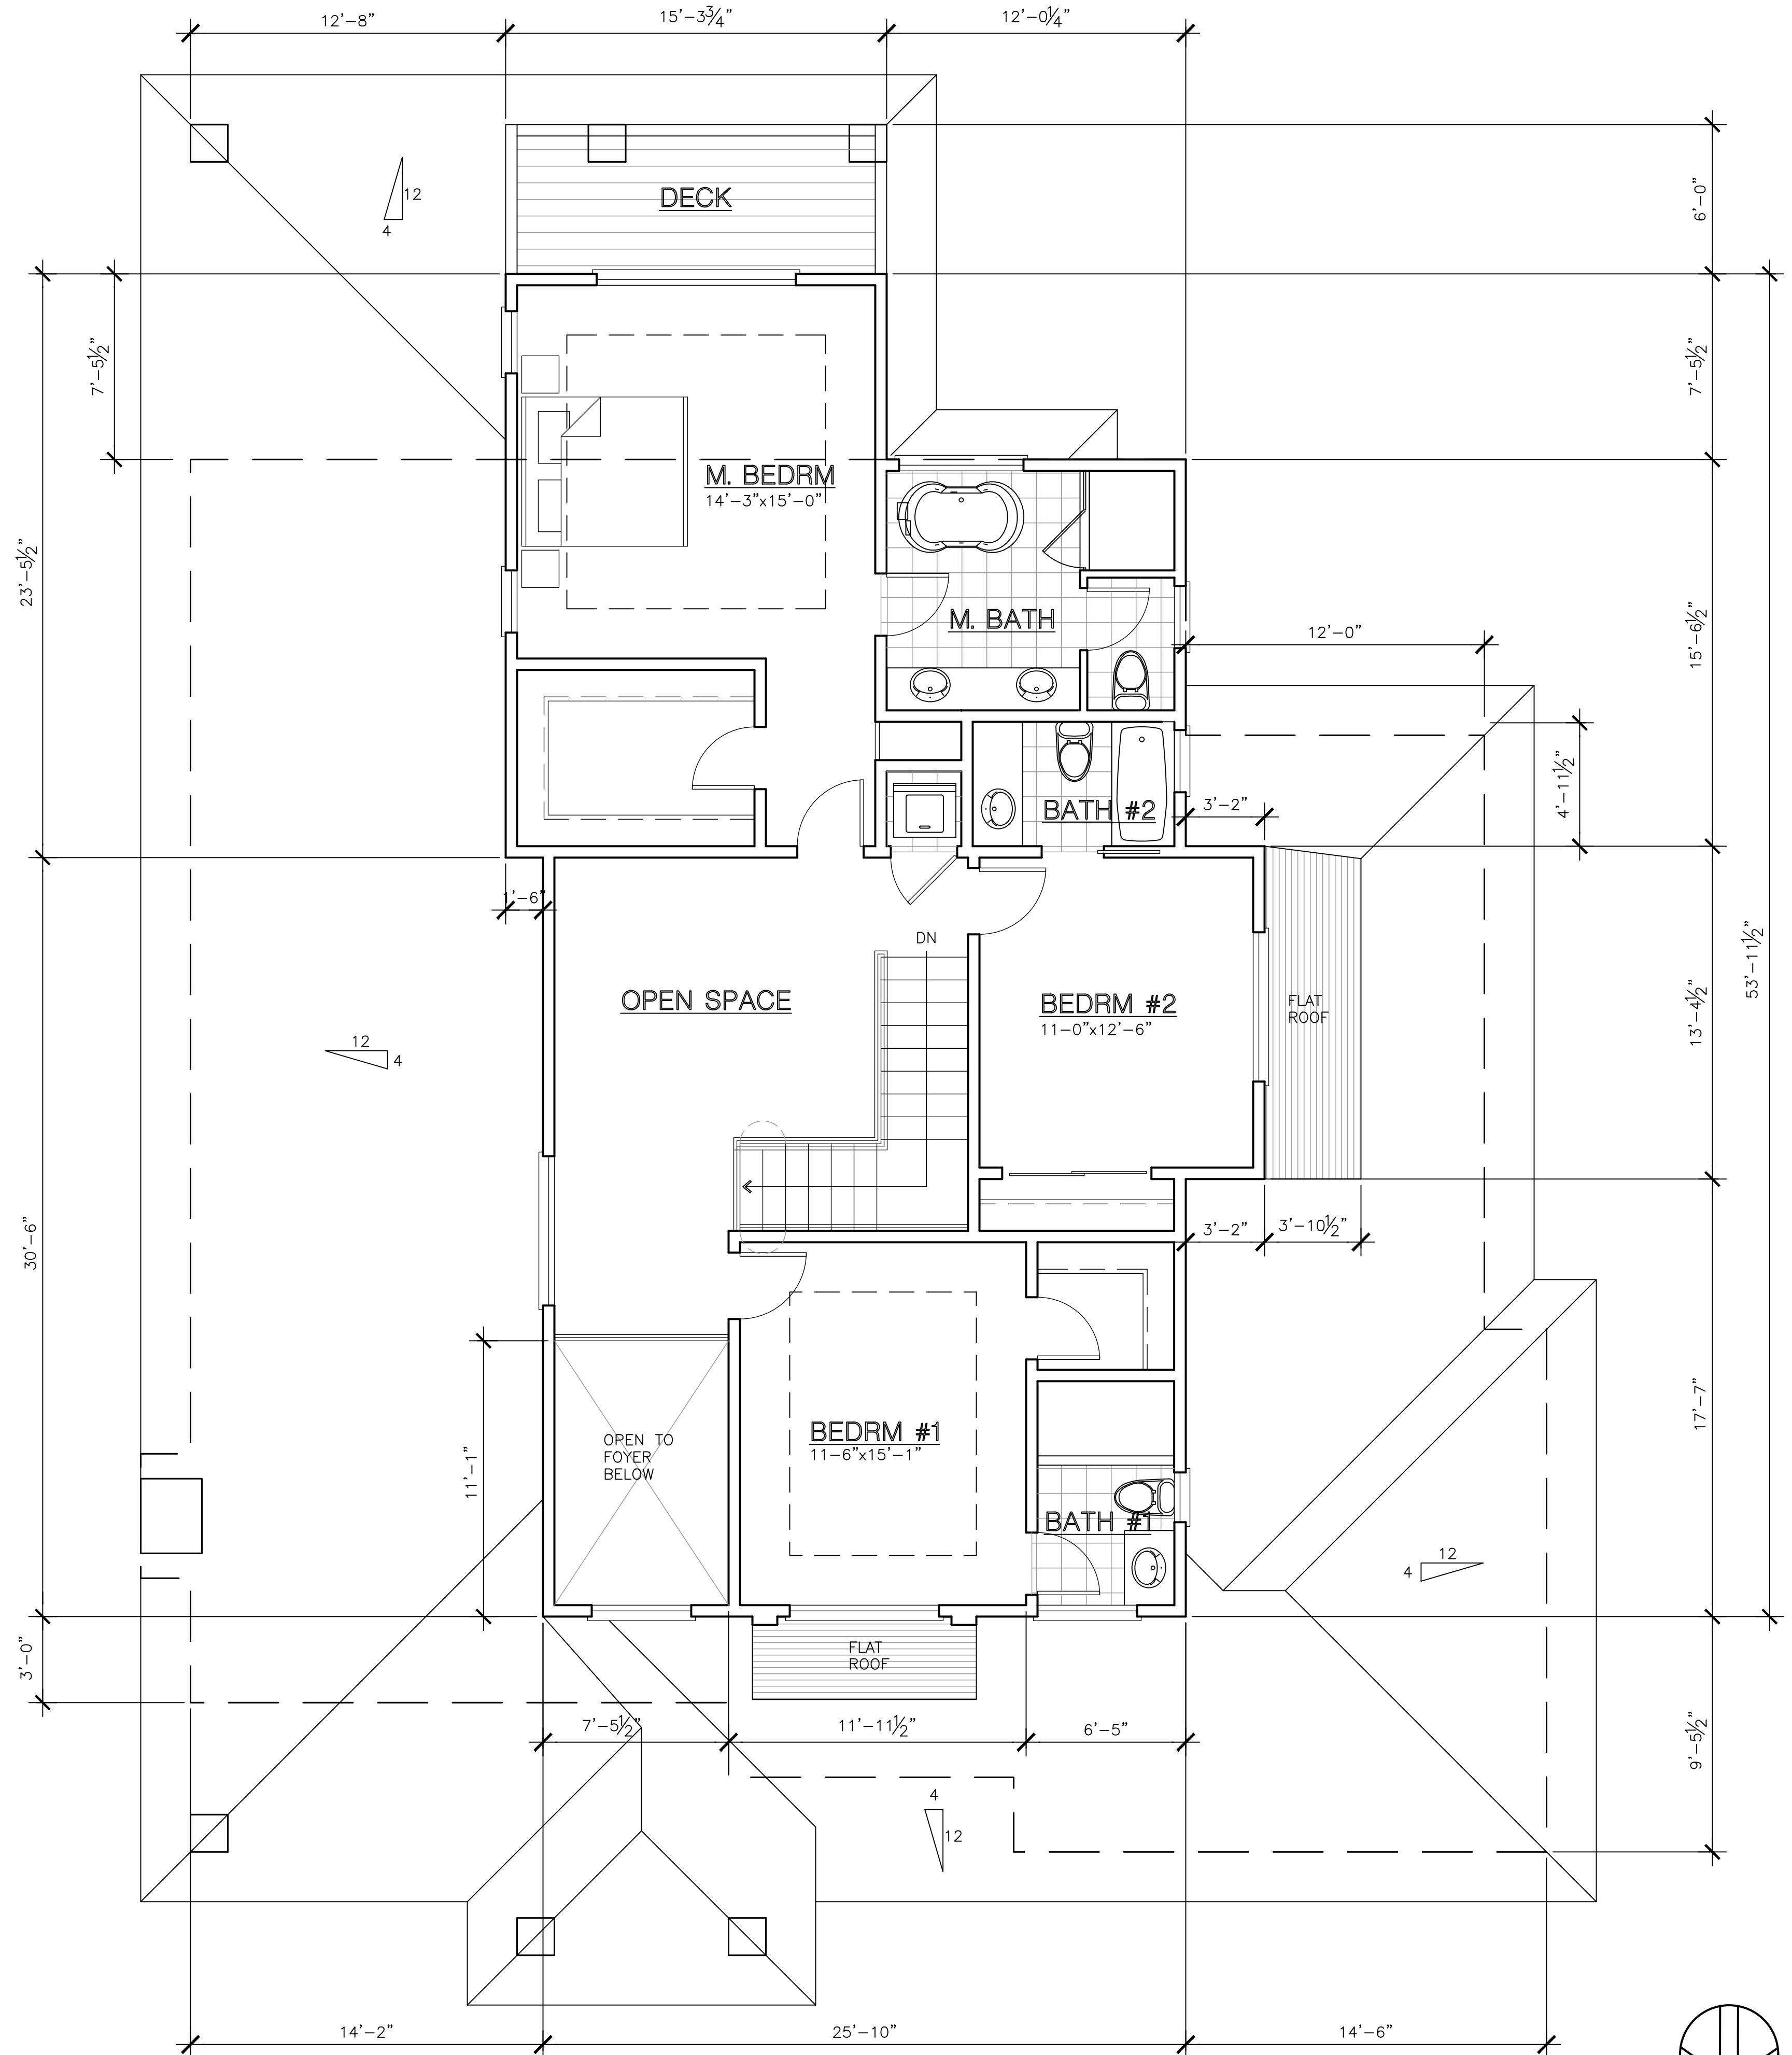 12'-8"
15'-3¾"
12'-0¼"
12
4
DECK
6'-0"
7'-5½"
7'-5½"
M. BEDRM
14'-3"x15'-0"
23'-5½"
M. BATH
12'-0"
15'-6½"
BATH #2
3'-2"
4'-11½"
1'-6"
DN
OPEN SPACE
BEDRM #2
11-0"x12'-6"
FLAT
ROOF
13'-4½"
53'-11½"
12
4
30'-6"
3'-2"
3'-10½"
BEDRM #1
11-6"x15'-1"
OPEN TO
FOYER
BELOW
11'-1"
17'-7"
BATH #1
12
4
FLAT
ROOF
3'-0"
7'-5½"
11'-11½"
6'-5"
9'-5½"
4
12
14'-2"
25'-10"
14'-6"